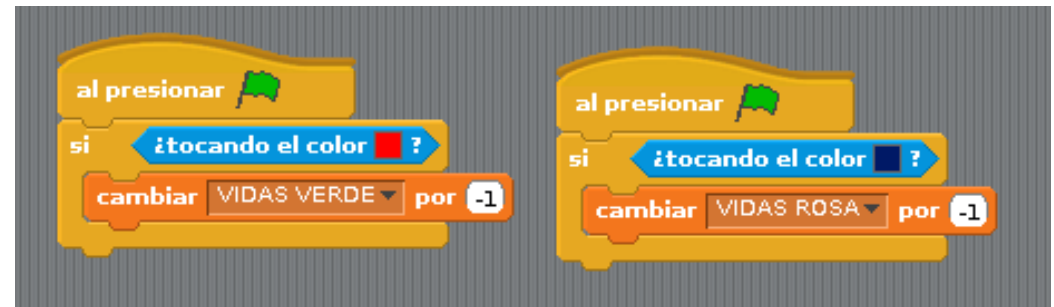 al presionar
si ¿tocando el color ?
cambiar VIDAS VERDE por -1
al presionar
si ¿tocando el color ?
cambiar VIDAS ROSA por -1